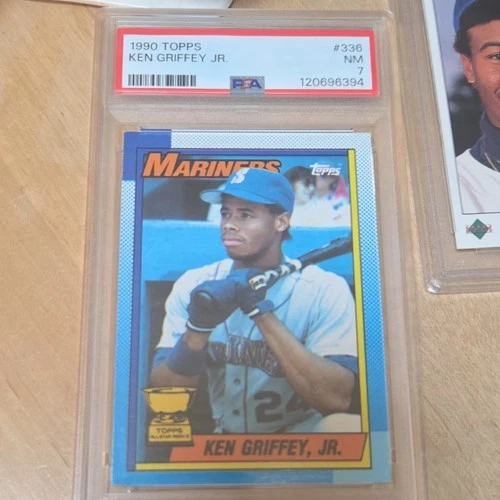 1990 TOPPS #336
KEN GRIFFEY JR. NM
7
PSA 120696394
MARINERS
topps
S
24
TOPPS
ALL-STAR ROOKIE
KEN GRIFFEY, JR.